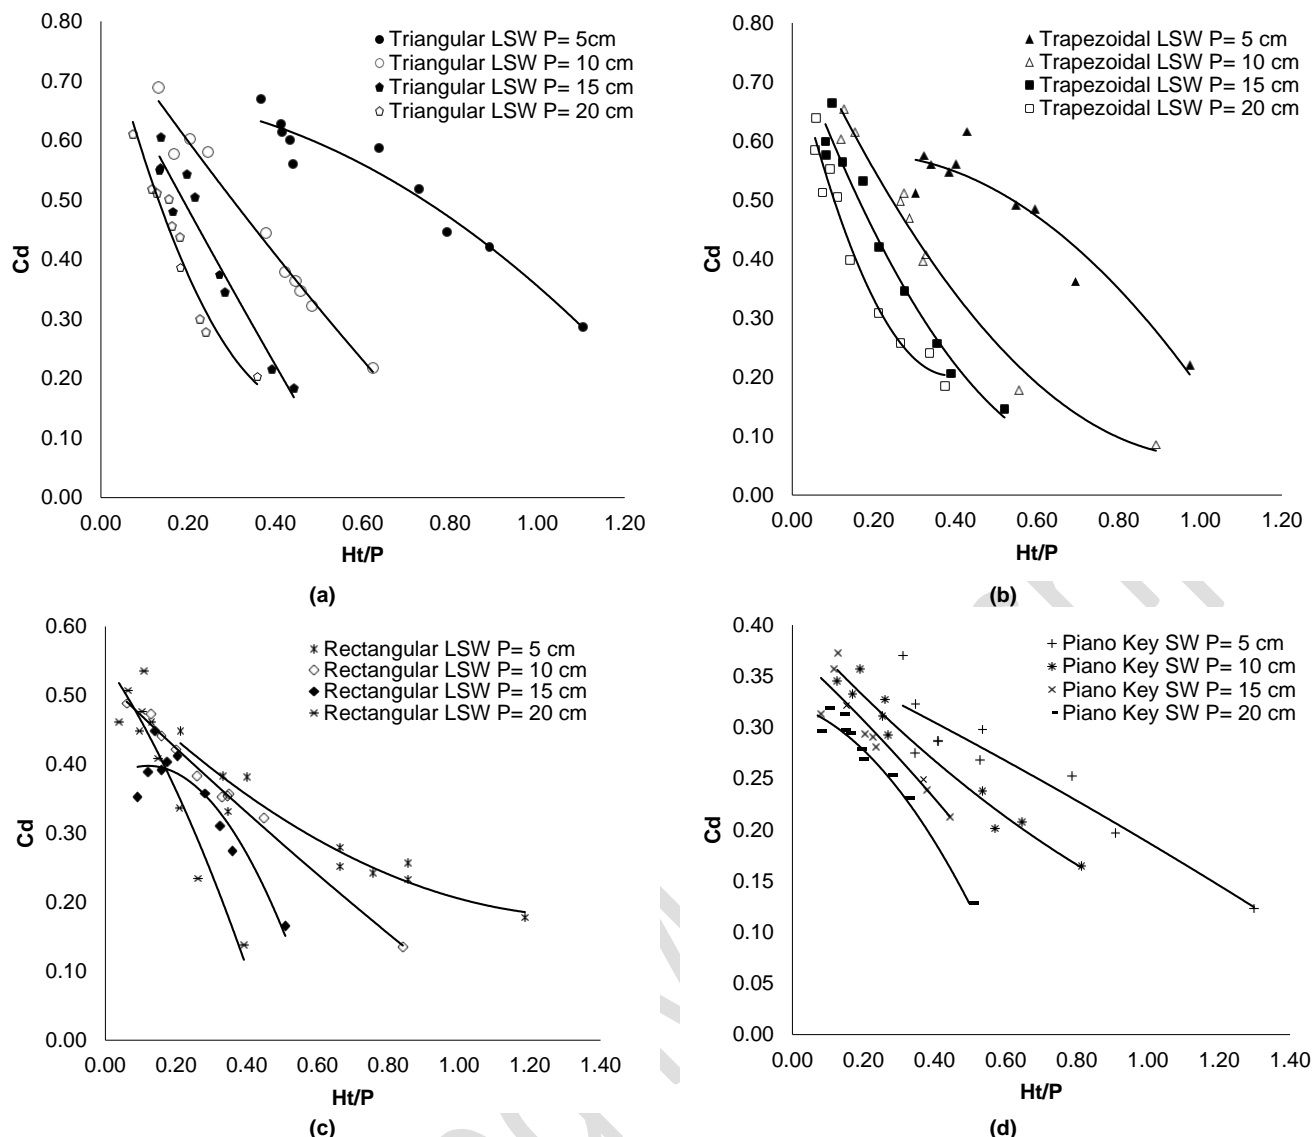 0.80
0.70
0.60
0.50
0.40
0.30
0.20
0.10
0.00
Cd
Triangular LSW P= 5cm
Triangular LSW P= 10 cm
Triangular LSW P= 15 cm
Triangular LSW P= 20 cm
0.00 0.20 0.40 0.60 0.80 1.00 1.20
Ht/P
(a)
0.80
0.70
0.60
0.50
0.40
0.30
0.20
0.10
0.00
Cd
Trapezoidal LSW P= 5 cm
Trapezoidal LSW P= 10 cm
Trapezoidal LSW P= 15 cm
Trapezoidal LSW P= 20 cm
0.00 0.20 0.40 0.60 0.80 1.00 1.20
Ht/P
(b)
0.60
0.50
0.40
0.30
0.20
0.10
0.00
Cd
Rectangular LSW P= 5 cm
Rectangular LSW P= 10 cm
Rectangular LSW P= 15 cm
Rectangular LSW P= 20 cm
0.00 0.20 0.40 0.60 0.80 1.00 1.20 1.40
Ht/P
(c)
0.40
0.35
0.30
0.25
0.20
0.15
0.10
0.05
0.00
Cd
Piano Key SW P= 5 cm
Piano Key SW P= 10 cm
Piano Key SW P= 15 cm
Piano Key SW P= 20 cm
0.00 0.20 0.40 0.60 0.80 1.00 1.20 1.40
Ht/P
(d)